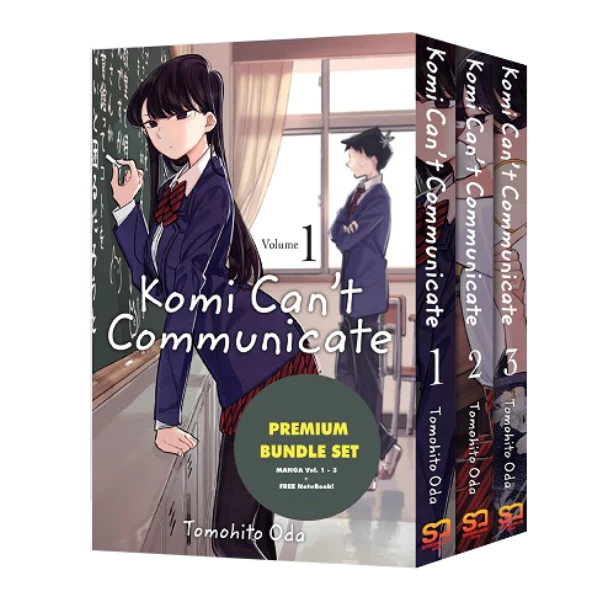 Volume 1
Komi Can't
Communicate
PREMIUM
BUNDLE SET
MANGA Vol. 1 - 3
+
FREE NoteBook!
Tomohito Oda
Komi Can't Communicate 1 Tomohito Oda
Komi Can't Communicate 2 Tomohito Oda
Komi Can't Communicate 3 Tomohito Oda